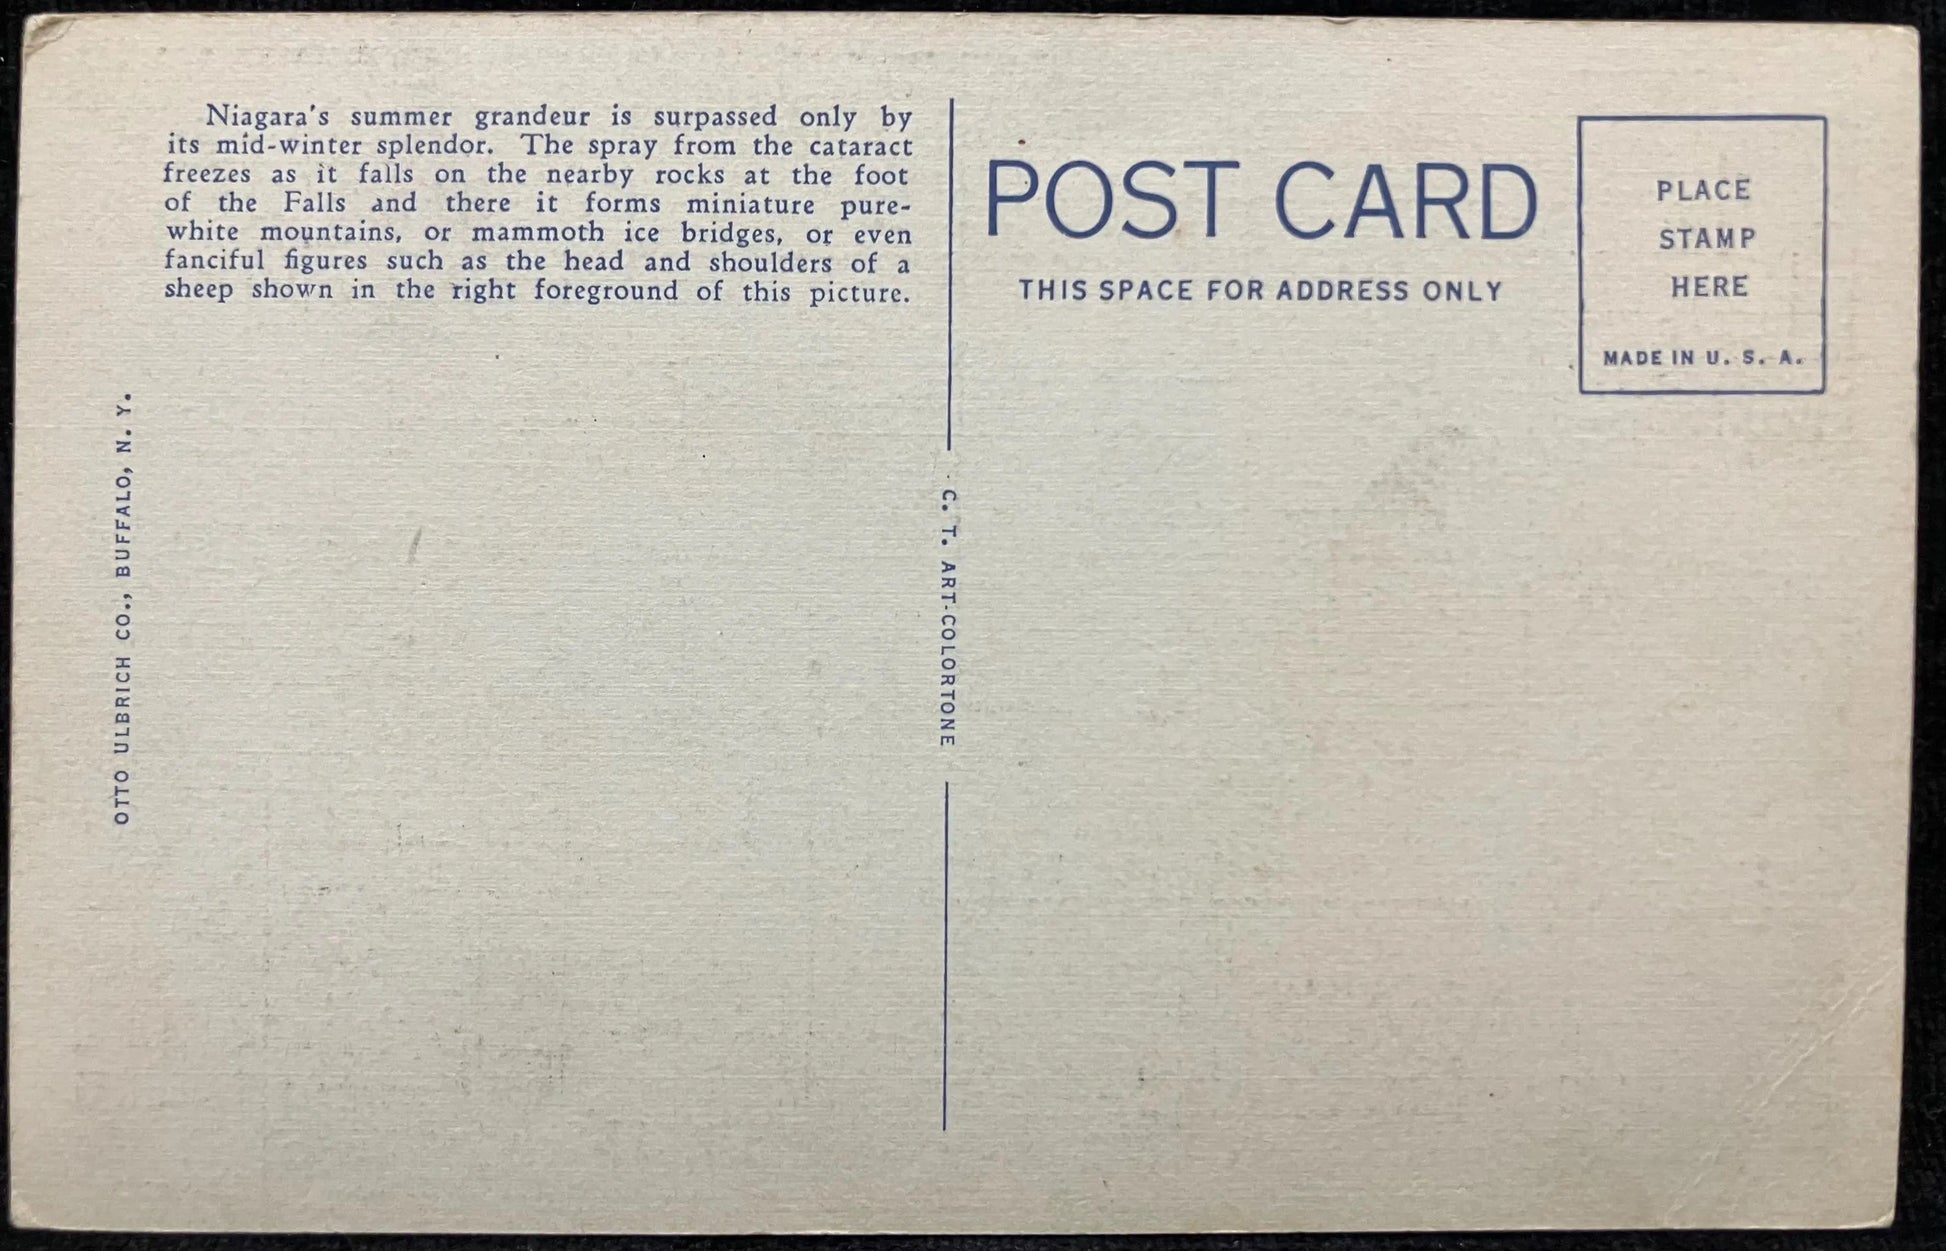 Niagara's summer grandeur is surpassed only by
its mid-winter splendor. The spray from the cataract
freezes as it falls on the nearby rocks at the foot
of the Falls and there it forms miniature pure-
white mountains, or mammoth ice bridges, or even
fanciful figures such as the head and shoulders of a
sheep shown in the right foreground of this picture.
OTTO ULBRICH CO., BUFFALO, N. Y.
C. T. ART-COLORTONE
POST CARD
THIS SPACE FOR ADDRESS ONLY
PLACE
STAMP
HERE
MADE IN U. S. A.